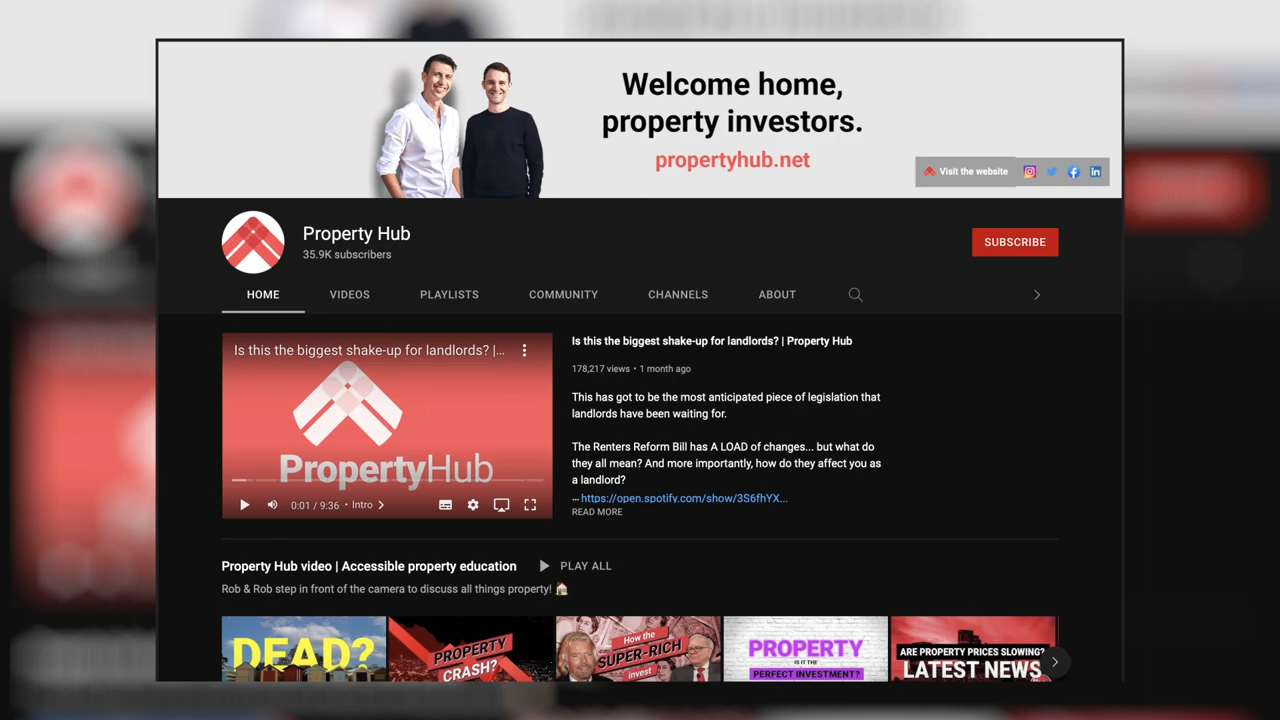 Welcome home,
property investors.
propertyhub.net
Visit the website
Property Hub
35.9K subscribers
SUBSCRIBE
HOME
VIDEOS
PLAYLISTS
COMMUNITY
CHANNELS
ABOUT
Is this the biggest shake-up for landlords? |...
PropertyHub
0:01 / 9:36 • Intro
Is this the biggest shake-up for landlords? | Property Hub
178,217 views • 1 month ago
This has got to be the most anticipated piece of legislation that
landlords have been waiting for.
The Renters Reform Bill has A LOAD of changes... but what do
they all mean? And more importantly, how do they affect you as
a landlord?
... https://open.spotify.com/show/3S6fhYX...
READ MORE
Property Hub video | Accessible property education
PLAY ALL
Rob & Rob step in front of the camera to discuss all things property! 🏠
DEAD?
PROPERTY
CRASH?
How the
SUPER-RICH
invest
PROPERTY
IS IT THE
PERFECT INVESTMENT?
ARE PROPERTY PRICES SLOWING?
LATEST NEWS